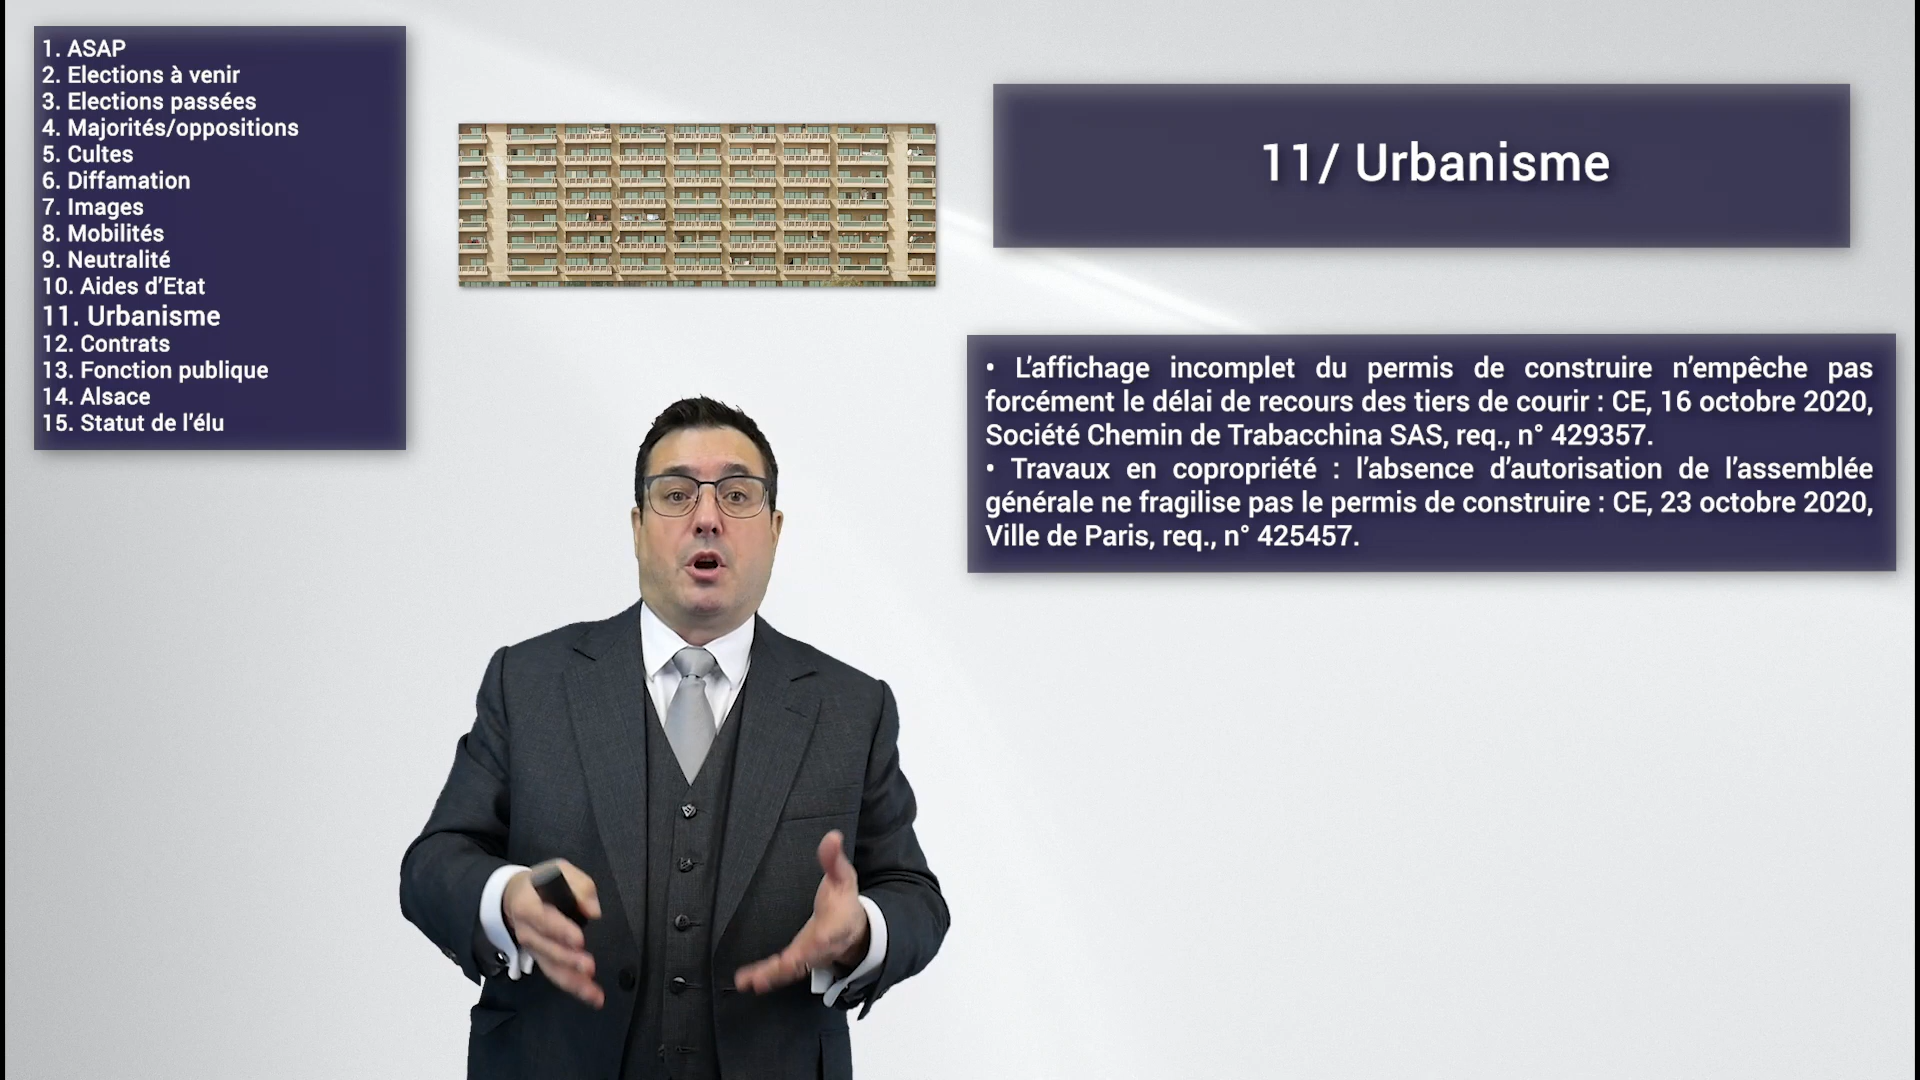 1. ASAP
2. Elections à venir
3. Elections passées
4. Majorités/oppositions
5. Cultes
6. Diffamation
7. Images
8. Mobilités
9. Neutralité
10. Aides d’Etat
11. Urbanisme
12. Contrats
13. Fonction publique
14. Alsace
15. Statut de l’élu
11/ Urbanisme
• L’affichage incomplet du permis de construire n’empêche pas
forcément le délai de recours des tiers de courir : CE, 16 octobre 2020,
Société Chemin de Trabacchina SAS, req., n° 429357.
• Travaux en copropriété : l’absence d’autorisation de l’assemblée
générale ne fragilise pas le permis de construire : CE, 23 octobre 2020,
Ville de Paris, req., n° 425457.